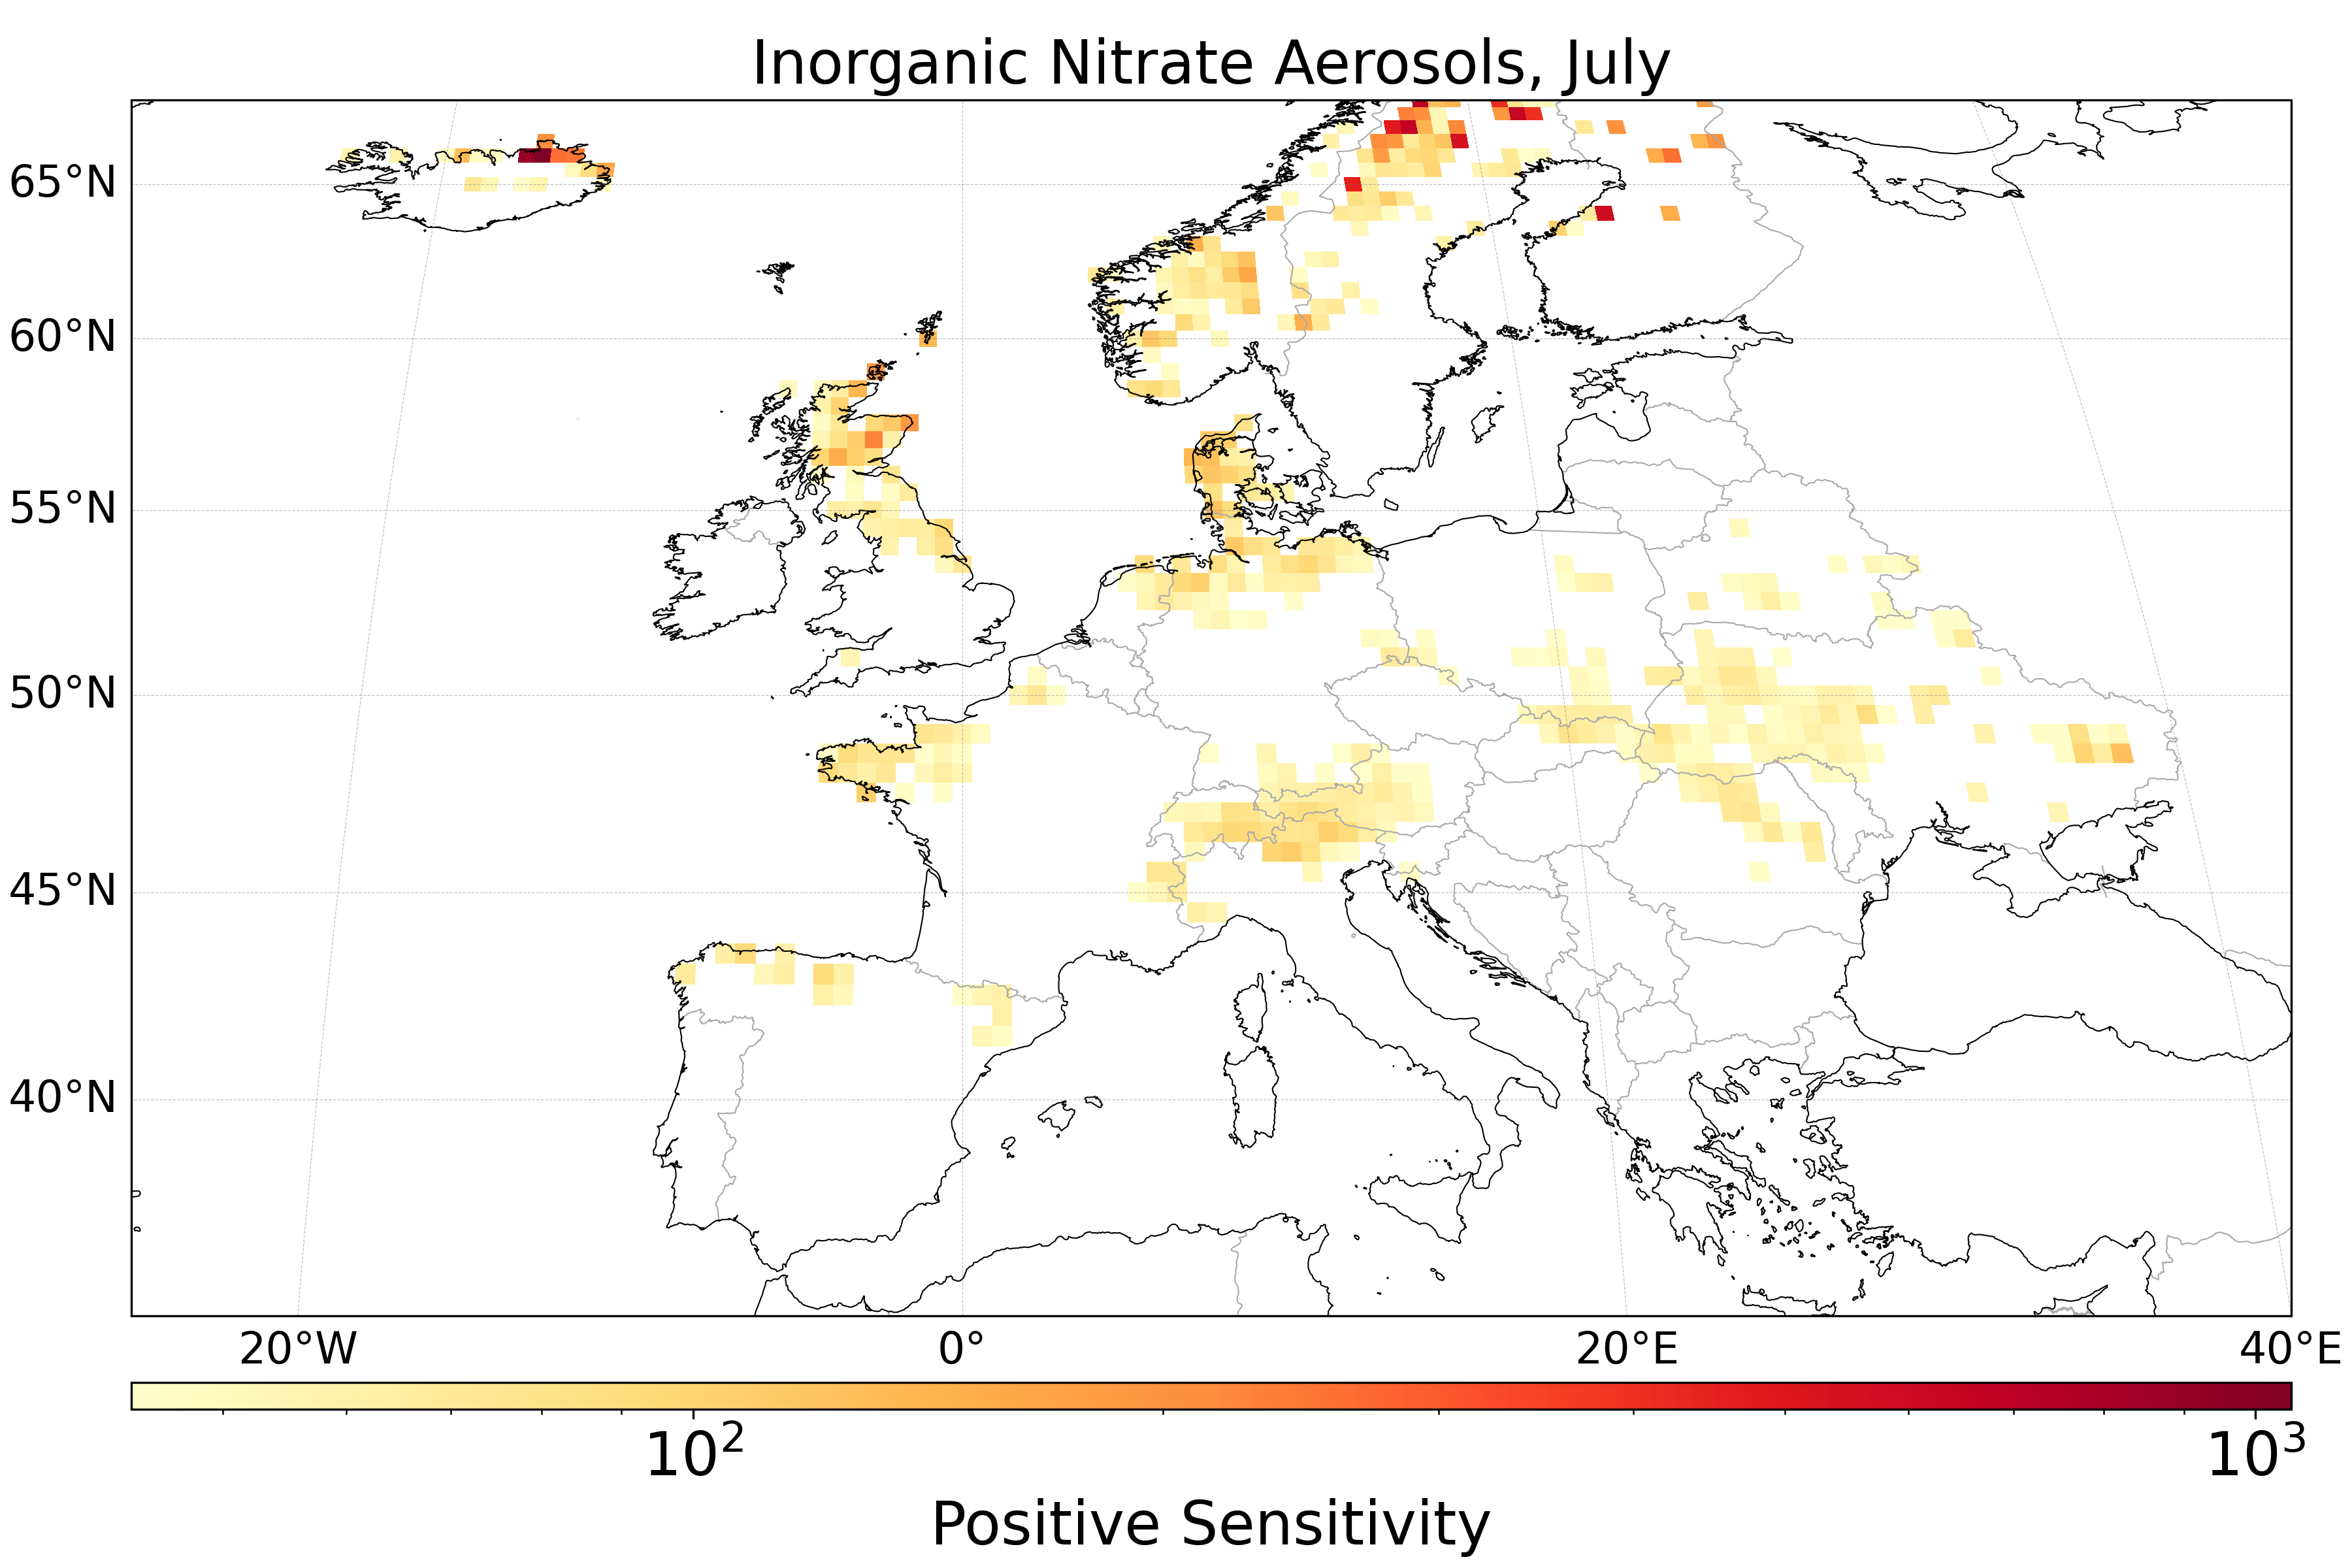 Inorganic Nitrate Aerosols, July
65°N
60°N
55°N
50°N
45°N
40°N
20°W 0° 20°E 40°E
10² 10³
Positive Sensitivity